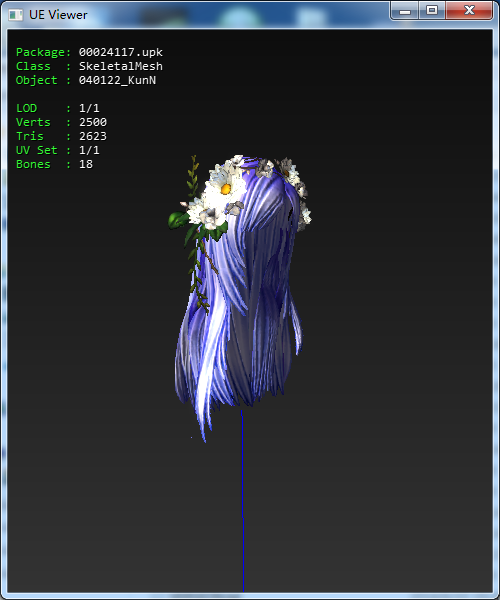 UE Viewer
Package: 00024117.upk
Class : SkeletalMesh
Object : 040122_KunN
LOD : 1/1
Verts : 2500
Tris : 2623
UV Set : 1/1
Bones : 18